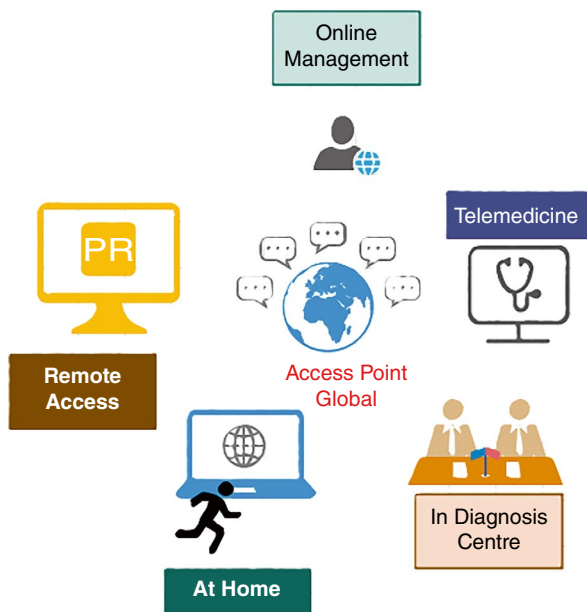 Online
Management
Telemedicine
PR
Access Point
Global
Remote
Access
In Diagnosis
Centre
At Home